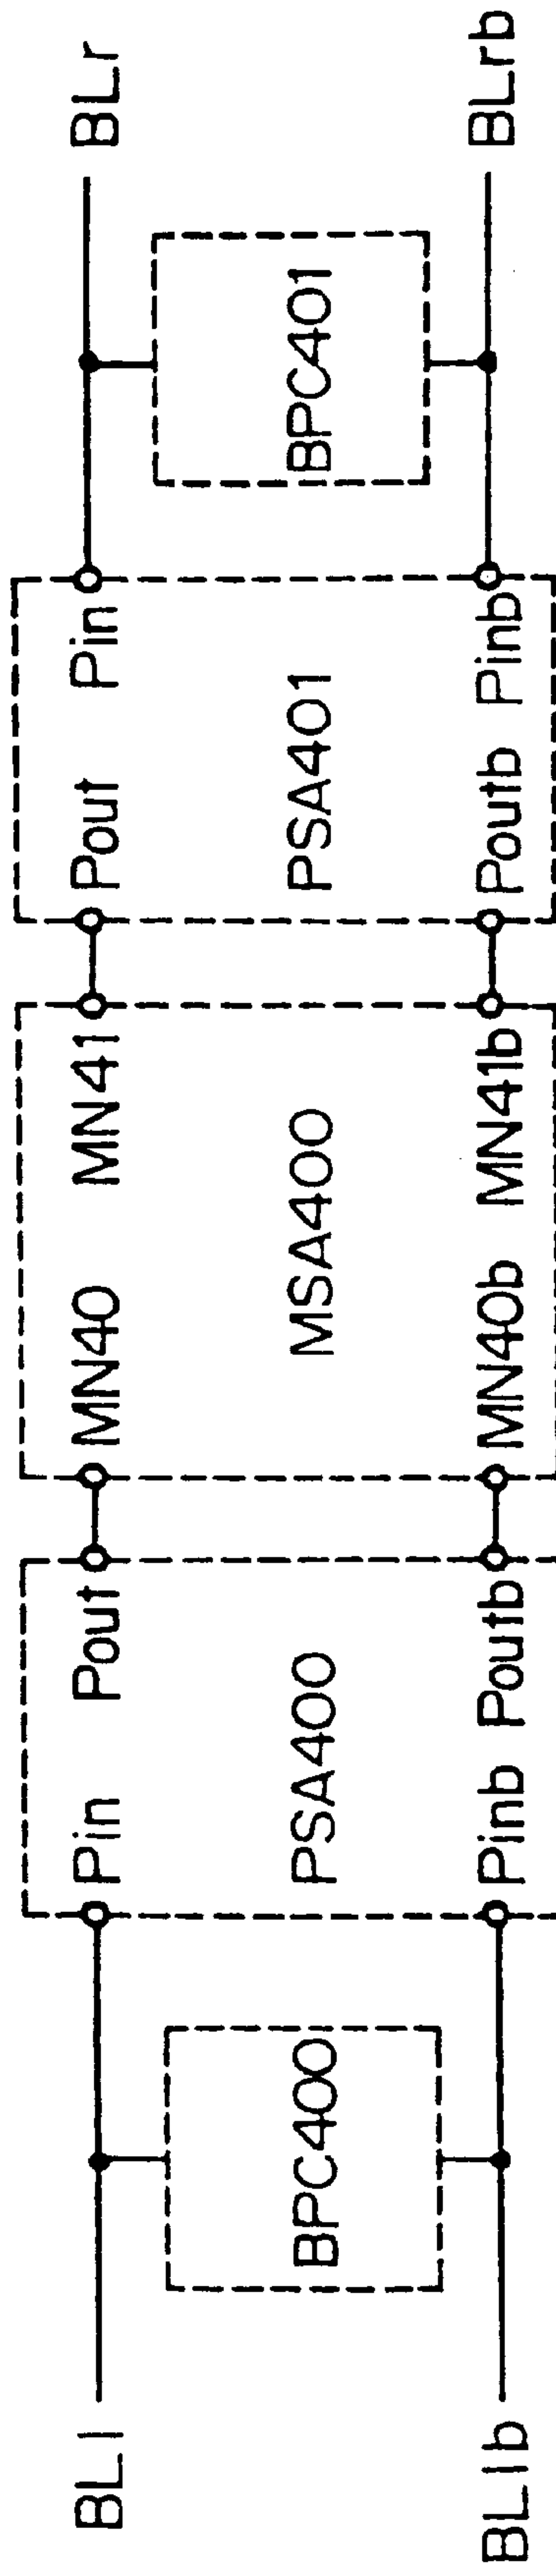 BLl
BLlb
BPC400
Pin Pout
PSA400
Pinb Poutb
MN40 MN41
MSA400
MN40b MN41b
Pout Pin
PSA401
Poutb Pinb
BPC401
BLr
BLrb